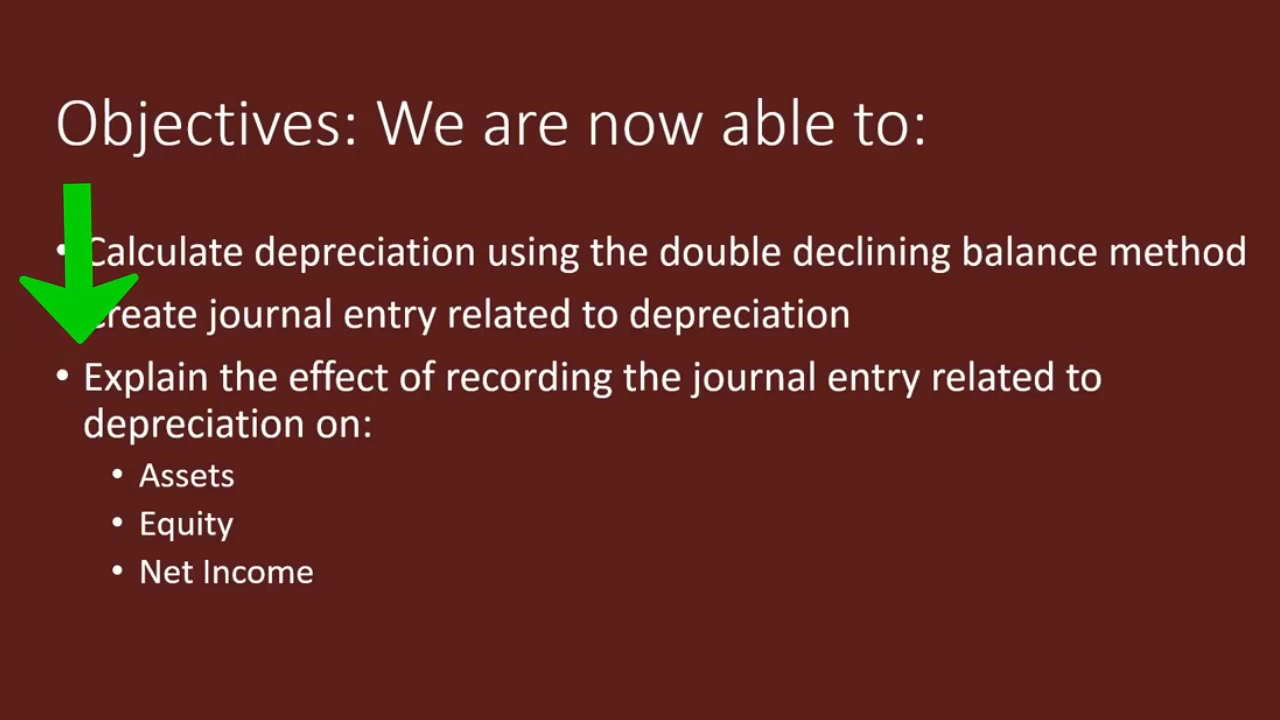 Objectives: We are now able to:
• Calculate depreciation using the double declining balance method
Create journal entry related to depreciation
• Explain the effect of recording the journal entry related to
depreciation on:
• Assets
• Equity
• Net Income